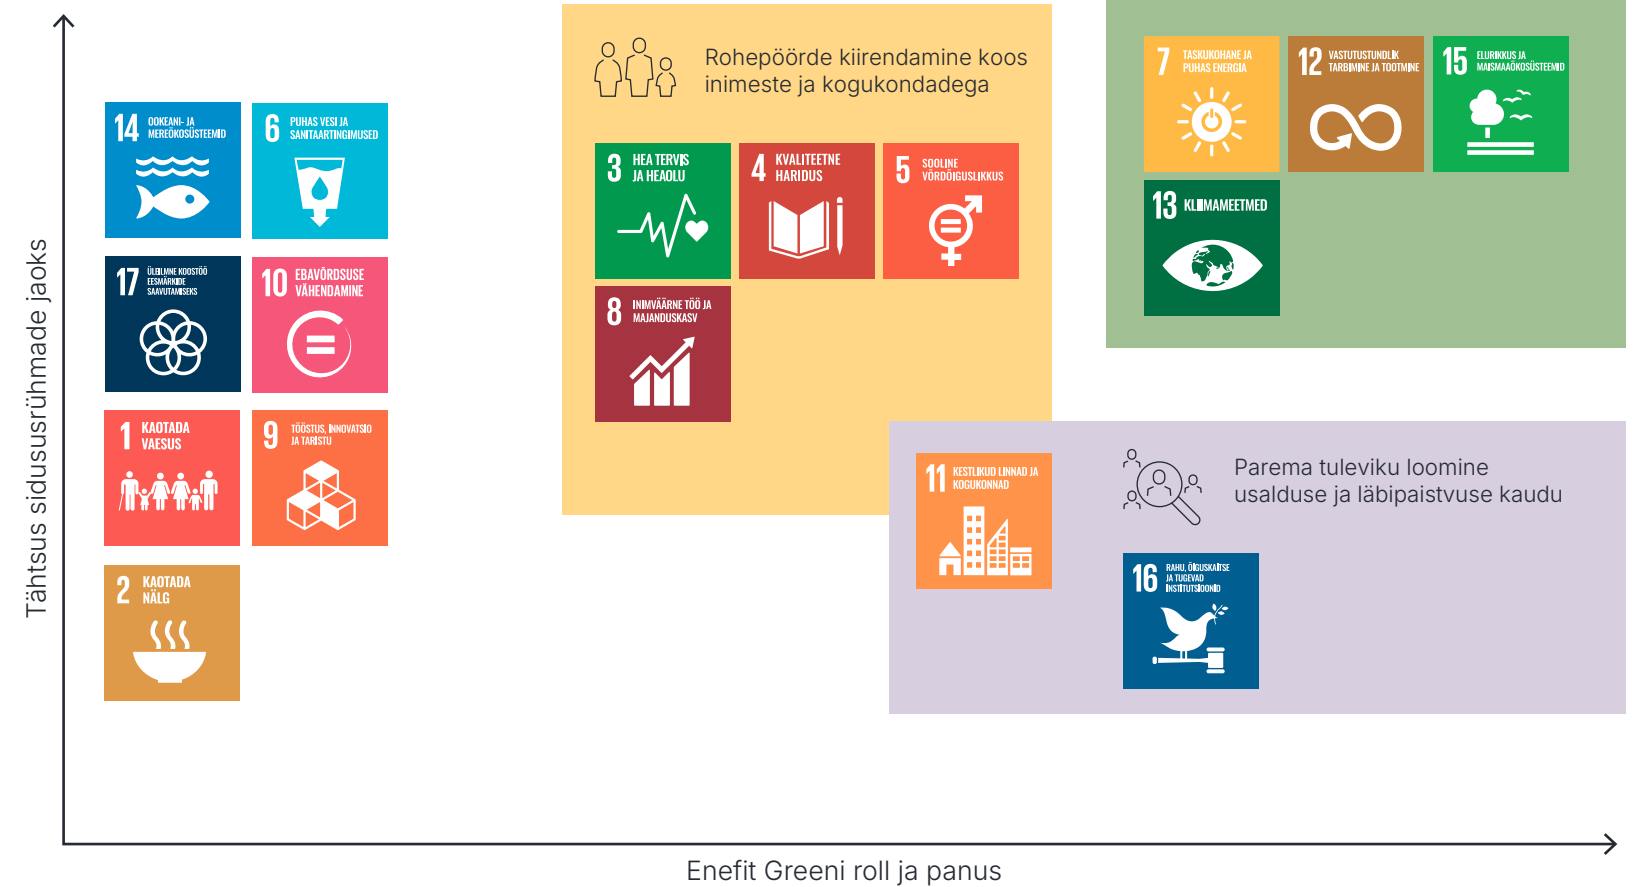 Tähtsus sidusrühmade jaoks
14 OOKEANI- JA
MEREÖKOSÜSTEEMID
6 PUHAS VESI JA
SANITAARTINGIMUSED
17 ÜLEILMNE KOOSTÖÖ
EESMÄRKIDE
SAAVUTAMISEKS
10 EBAVÕRDSUSE
VÄHENDAMINE
1 KAOTADA
VAESUS
9 TÖÖSTUS, INNOVATSIO
JA TARISTU
2 KAOTADA
NÄLG
Rohepöörde kiirendamine koos
inimeste ja kogukondadega
3 HEA TERVIS
JA HEAOLU
4 KVALITEETNE
HARIDUS
5 SOOLINE
VÕRDÕIGUSLIKKUS
8 INIMVÄÄRNE TÖÖ JA
MAJANDUSKASV
7 TASKUKOHANE JA
PUHAS ENERGIA
12 VASTUTUSTUNDLIK
TARBIMINE JA TOOTMINE
15 ELURIKKUS JA
MAISMAAÖKOSÜSTEEMID
13 KLIIMAMEETMED
11 KESTLIKUD LINNAD JA
KOGUKONNAD
Parema tuleviku loomine
usalduse ja läbipaistvuse kaudu
16 RAHU, ÕIGUSKAITSE
JA TUGEVAD
INSTITUTSIOONID
Enefit Greeni roll ja panus